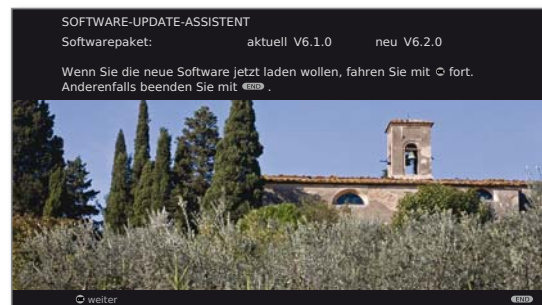 SOFTWARE-UPDATE-ASSISTENT
Softwarepaket: aktuell V6.1.0 neu V6.2.0
Wenn Sie die neue Software jetzt laden wollen, fahren Sie mit fort.
Anderenfalls beenden Sie mit END .
weiter END